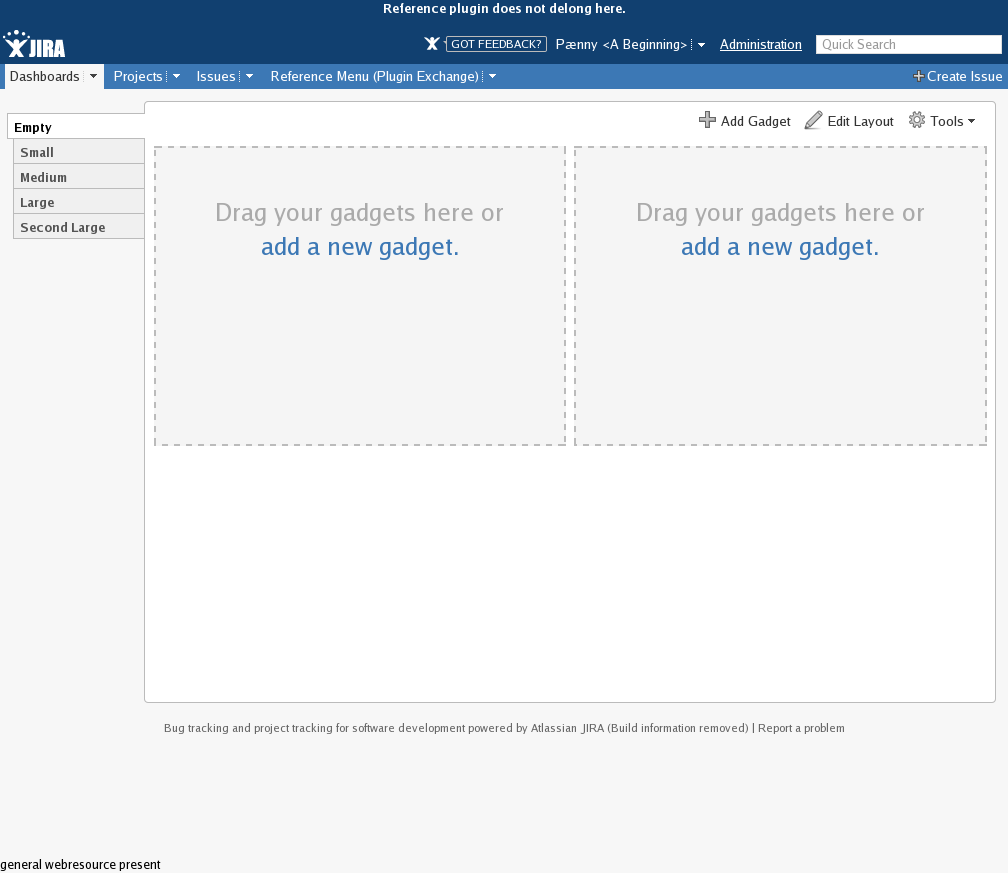 Reference plugin does not delong here.
JIRA
GOT FEEDBACK? Pænny <A Beginning> Administration Quick Search
Dashboards Projects Issues Reference Menu (Plugin Exchange) Create Issue
Add Gadget Edit Layout Tools
Empty
Small
Medium
Large
Second Large
Drag your gadgets here or
add a new gadget.
Drag your gadgets here or
add a new gadget.
Bug tracking and project tracking for software development powered by Atlassian JIRA (Build information removed) | Report a problem
general webresource present